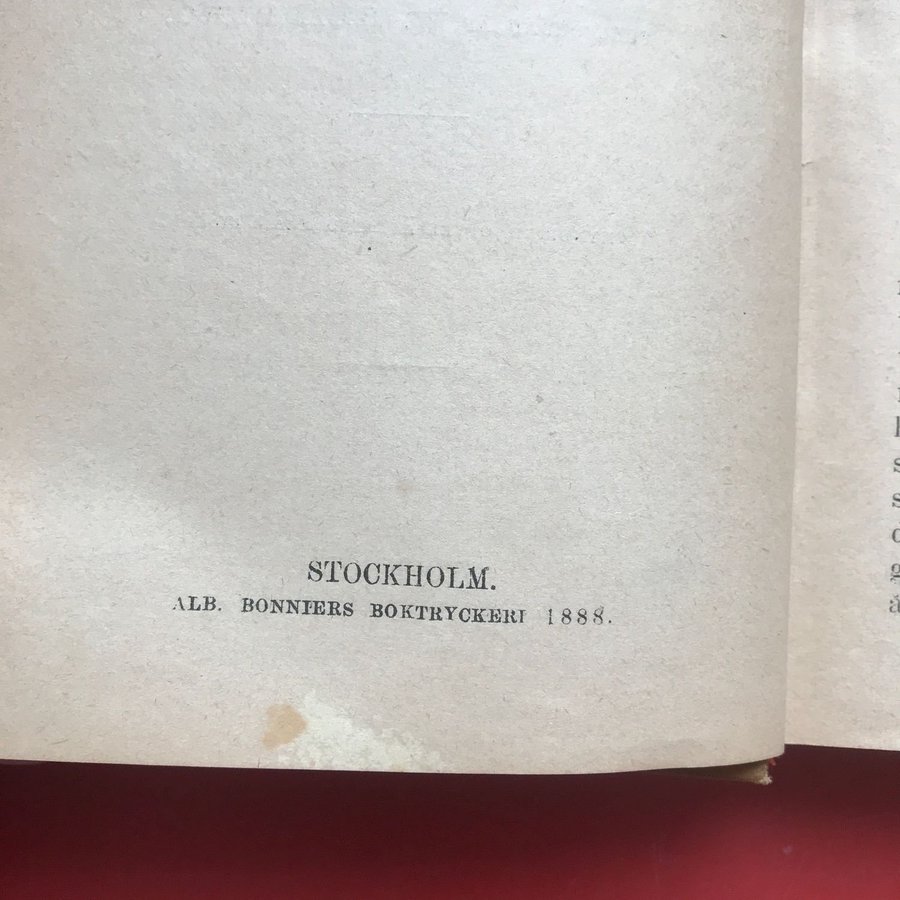 STOCKHOLM.
ALB. BONNIERS BOKTRYCKERI 1888.